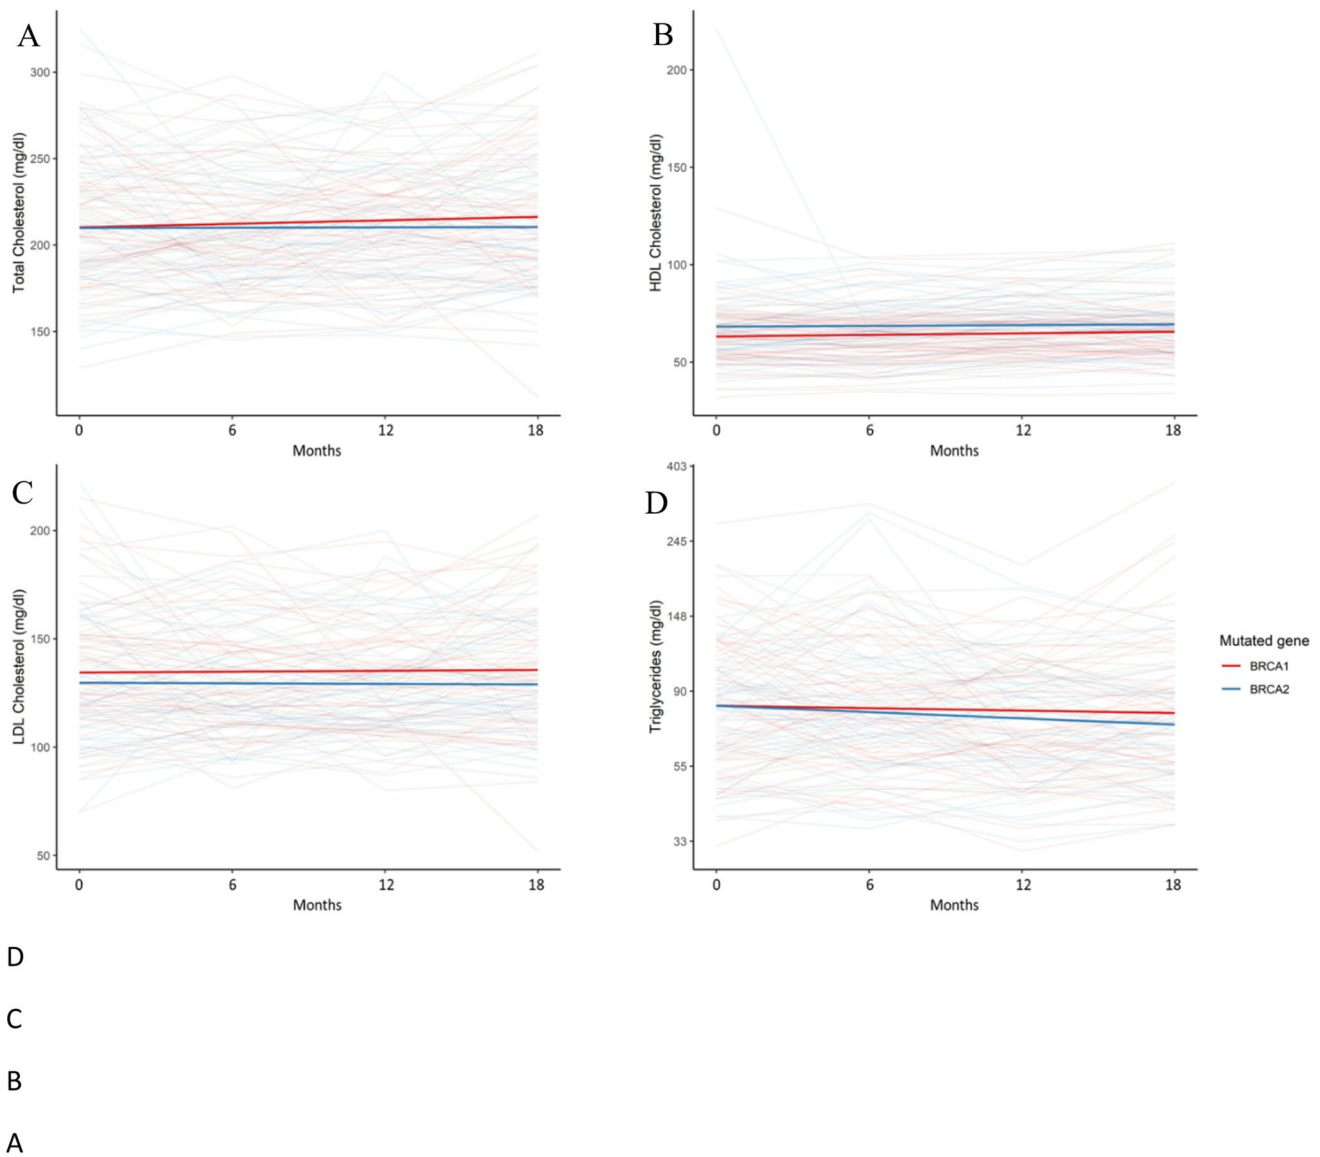 A
Total Cholesterol (mg/dl)
300
250
200
150
0 6 12 18
Months
B
HDL Cholesterol (mg/dl)
200
150
100
50
0 6 12 18
Months
C
LDL Cholesterol (mg/dl)
200
150
100
50
0 6 12 18
Months
D
Triglycerides (mg/dl)
403
245
148
90
55
33
0 6 12 18
Months
Mutated gene
BRCA1
BRCA2
D
C
B
A